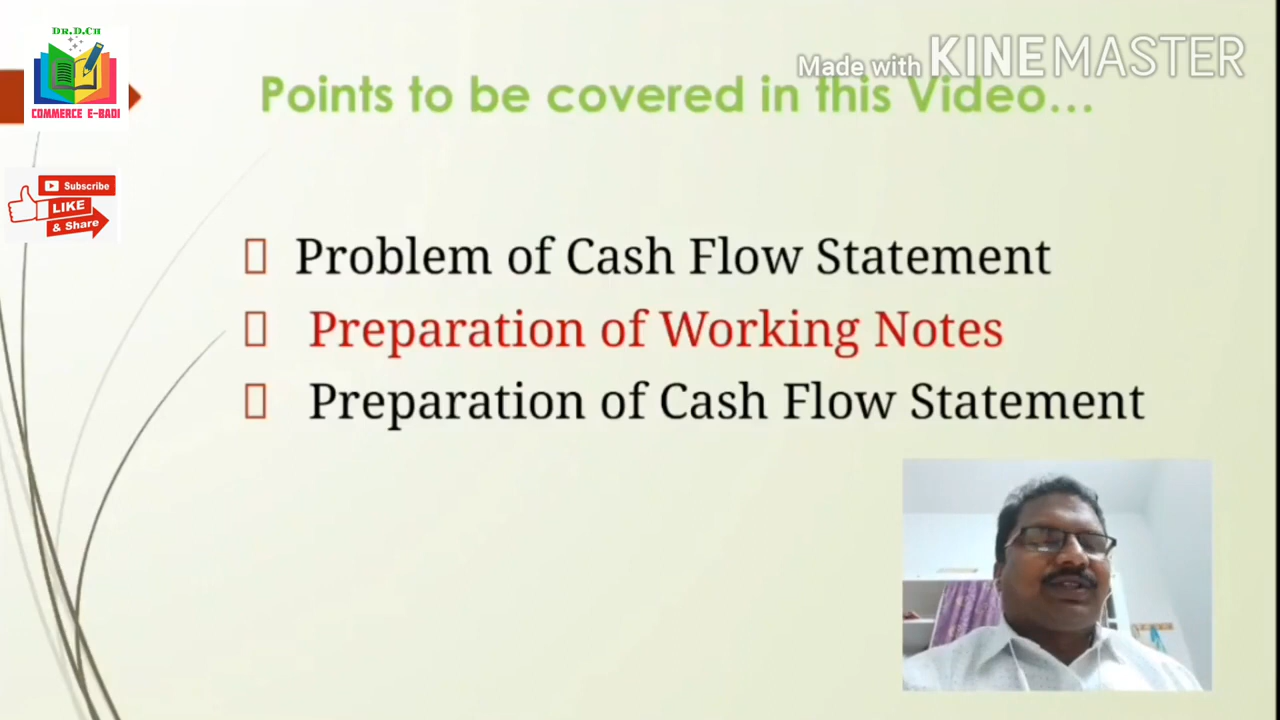 DR.D.CH
COMMERCE E-BADI
Made with KINEMASTER
Points to be covered in this Video...
Subscribe
LIKE
& Share
Problem of Cash Flow Statement
Preparation of Working Notes
Preparation of Cash Flow Statement